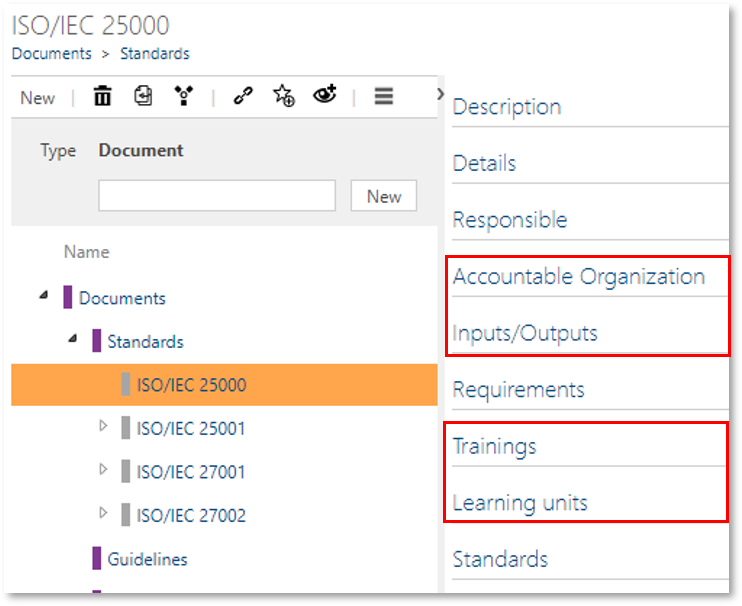 ISO/IEC 25000
Documents > Standards
New
Type Document
New
Name
Documents
Standards
ISO/IEC 25000
ISO/IEC 25001
ISO/IEC 27001
ISO/IEC 27002
Guidelines
Description
Details
Responsible
Accountable Organization
Inputs/Outputs
Requirements
Trainings
Learning units
Standards